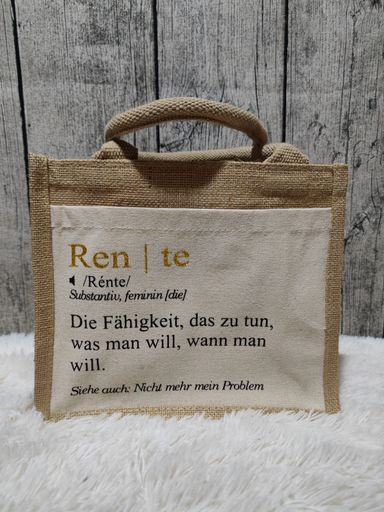 Ren | te
/Rénte/
Substantiv, feminin [die]
Die Fähigkeit, das zu tun,
was man will, wann man
will.
Siehe auch: Nicht mehr mein Problem